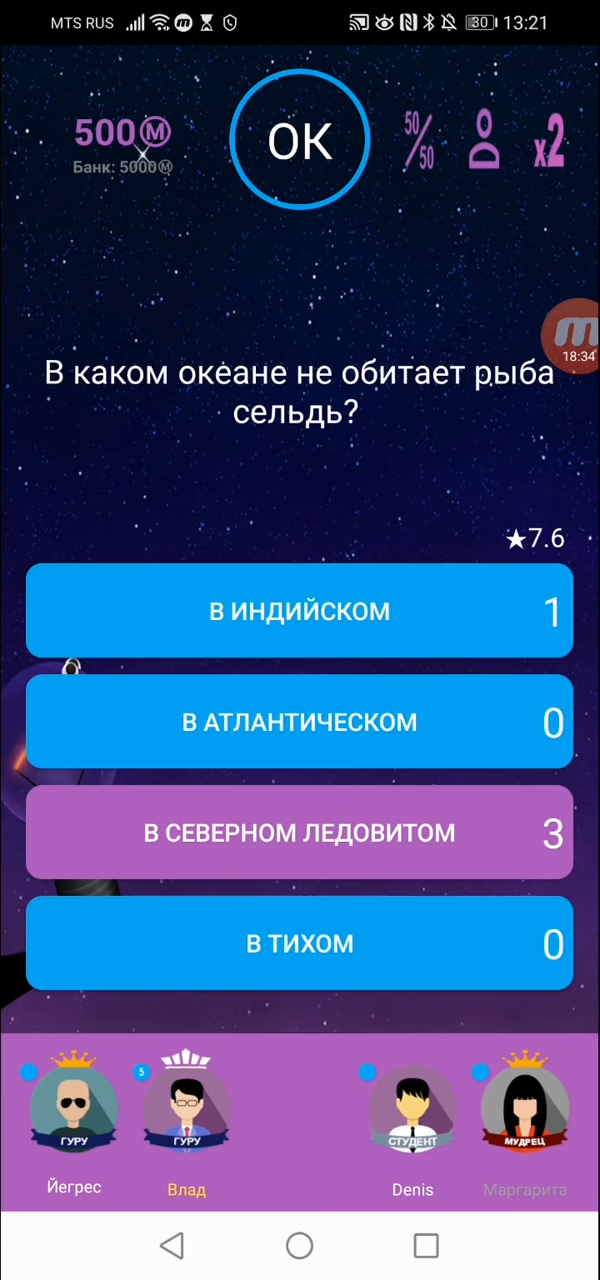 MTS RUS 30 13:21
500Ⓜ
Банк: 5000Ⓜ
ОК
50/50
x2
18:34
В каком океане не обитает рыба
сельдь?
★7.6
В ИНДИЙСКОМ 1
В АТЛАНТИЧЕСКОМ 0
В СЕВЕРНОМ ЛЕДОВИТОМ 3
В ТИХОМ 0
5
ГУРУ ГУРУ СТУДЕНТ МУДРЕЦ
Йегрес Влад Denis Маргарита